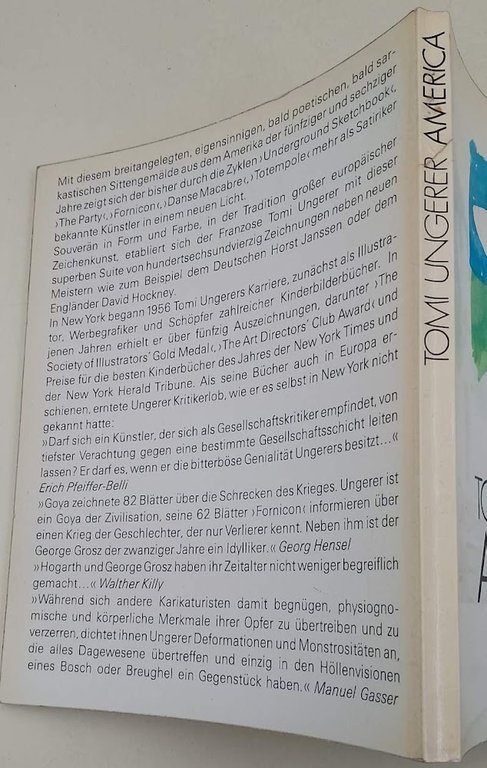 Mit diesem breitangelegten, eigensinnigen, bald poetischen, bald sar-
kastischen Sittengemälde aus dem Amerika der fünfziger und sechziger
Jahre zeigt sich der bisher durch die Zyklen ›Underground Sketchbook‹,
›The Party‹, ›Fornicon‹, ›Danse Macabre‹, ›Totempole‹ mehr als Satiriker
bekannte Künstler in einem neuen Licht.
Souverän in Form und Farbe, in der Tradition großer europäischer
Zeichenkunst, etabliert sich der Franzose Tomi Ungerer mit dieser
superben Suite von hundertsechsundvierzig Zeichnungen neben neuen
Meistern wie zum Beispiel dem Deutschen Horst Janssen oder dem
Engländer David Hockney.
In New York begann 1956 Tomi Ungerers Karriere, zunächst als Illustra-
tor, Werbegrafiker und Schöpfer zahlreicher Kinderbilderbücher. In
jenen Jahren erhielt er über fünfzig Auszeichnungen, darunter ›The
Society of Illustrators' Gold Medal‹, ›The Art Directors' Club Award‹ und
Preise für die besten Kinderbücher des Jahres der New York Times und
der New York Herald Tribune. Als seine Bücher auch in Europa er-
schienen, erntete Ungerer Kritikerlob, wie er es selbst in New York nicht
gekannt hatte:
»Darf sich ein Künstler, der sich als Gesellschaftskritiker empfindet, von
tiefster Verachtung gegen eine bestimmte Gesellschaftsschicht leiten
lassen? Er darf es, wenn er die bitterböse Genialität Ungerers besitzt...«
Erich Pfeiffer-Belli
»Goya zeichnete 82 Blätter über die Schrecken des Krieges. Ungerer ist
ein Goya der Zivilisation, seine 62 Blätter ›Fornicon‹ informieren über
einen Krieg der Geschlechter, der nur Verlierer kennt. Neben ihm ist der
George Grosz der zwanziger Jahre ein Idylliker.« Georg Hensel
»Hogarth und George Grosz haben ihr Zeitalter nicht weniger begreiflich
gemacht...« Walther Killy
»Während sich andere Karikaturisten damit begnügen, physiogno-
mische und körperliche Merkmale ihrer Opfer zu übertreiben und zu
verzerren, dichtet ihnen Ungerer Deformationen und Monstrositäten an,
die alles Dagewesene übertreffen und einzig in den Höllenvisionen
eines Bosch oder Breughel ein Gegenstück haben.« Manuel Gasser
TOMI UNGERER AMERICA